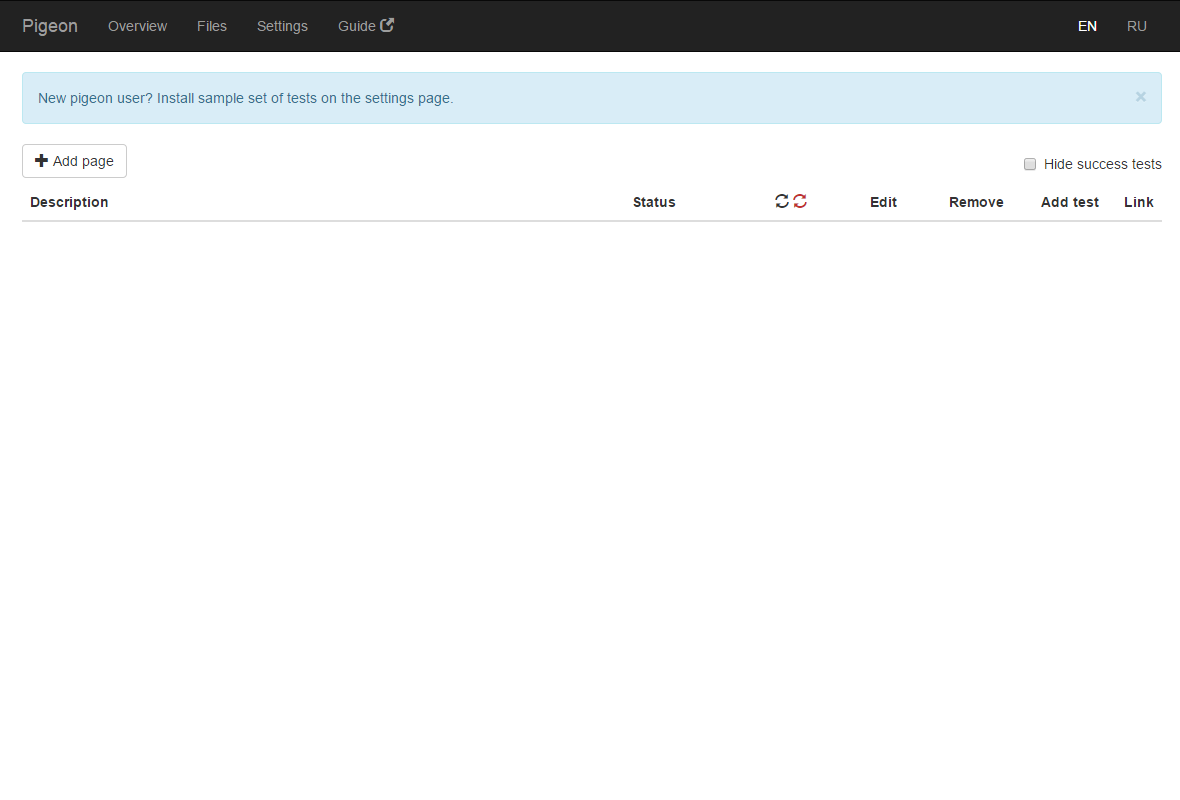 Pigeon Overview Files Settings Guide EN RU
New pigeon user? Install sample set of tests on the settings page. ×
Add page
Hide success tests
Description Status Edit Remove Add test Link